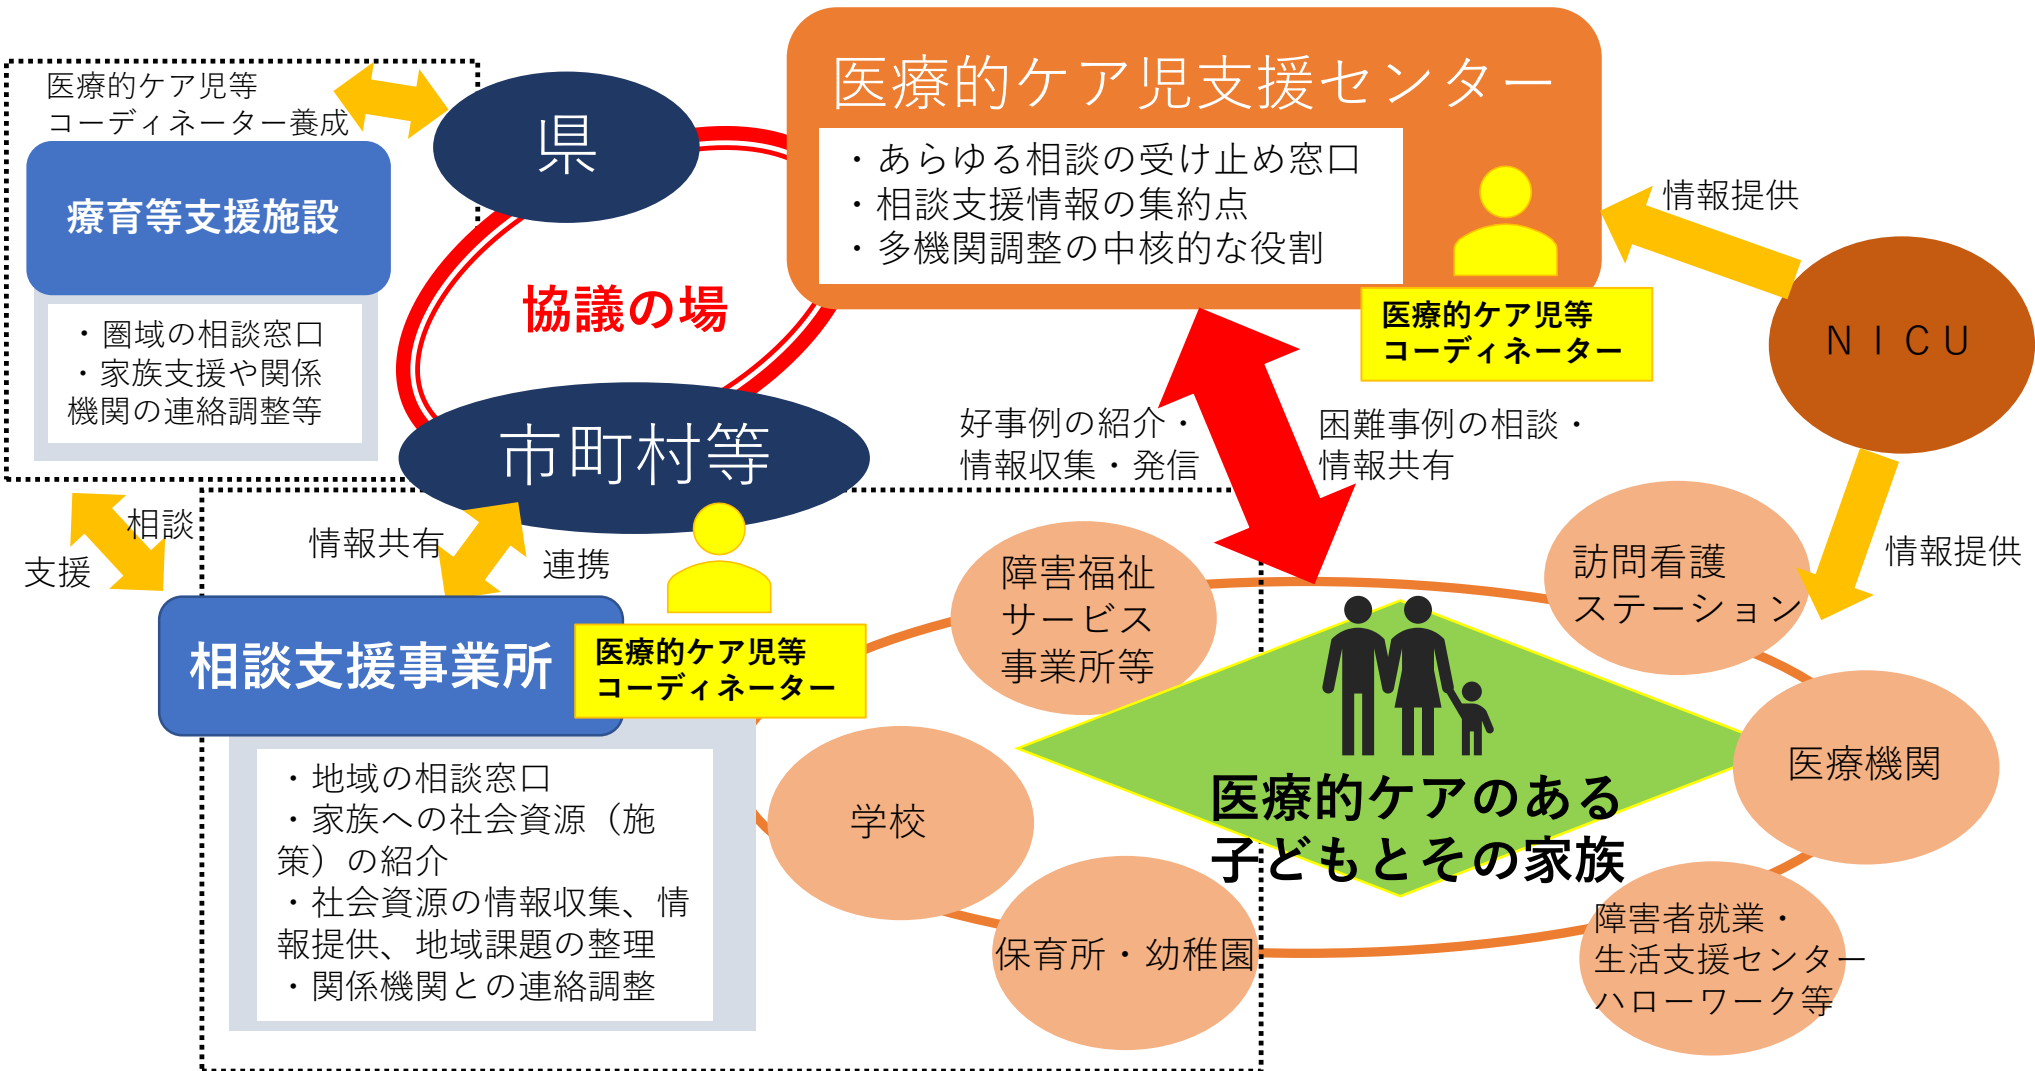 医療的ケア児等
コーディネーター養成
県
医療的ケア児支援センター
・あらゆる相談の受け止め窓口
・相談支援情報の集約点
・多機関調整の中核的な役割
医療的ケア児等
コーディネーター
情報提供
NICU
療育等支援施設
・圏域の相談窓口
・家族支援や関係
機関の連絡調整等
協議の場
市町村等
好事例の紹介・
情報収集・発信
困難事例の相談・
情報共有
相談
支援
情報共有
連携
情報提供
相談支援事業所
医療的ケア児等
コーディネーター
・地域の相談窓口
・家族への社会資源(施
策)の紹介
・社会資源の情報収集、情
報提供、地域課題の整理
・関係機関との連絡調整
障害福祉
サービス
事業所等
訪問看護
ステーション
医療機関
学校
医療的ケアのある
子どもとその家族
保育所・幼稚園
障害者就業・
生活支援センター
ハローワーク等